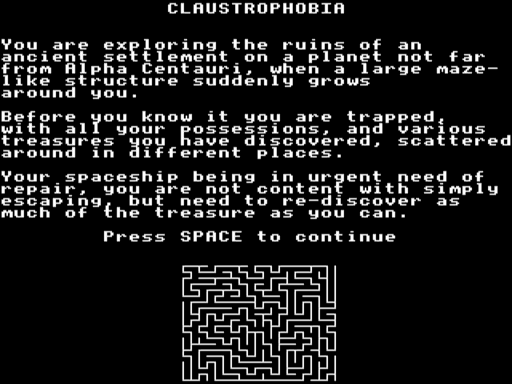 CLAUSTROPHOBIA
You are exploring the ruins of an
ancient settlement on a planet not far
from Alpha Centauri, when a large maze-
like structure suddenly grows
around you.
Before you know it you are trapped,
with all your possessions, and various
treasures you have discovered, scattered
around in different places.
Your spaceship being in urgent need of
repair, you are not content with simply
escaping, but need to re-discover as
much of the treasure as you can.
Press SPACE to continue